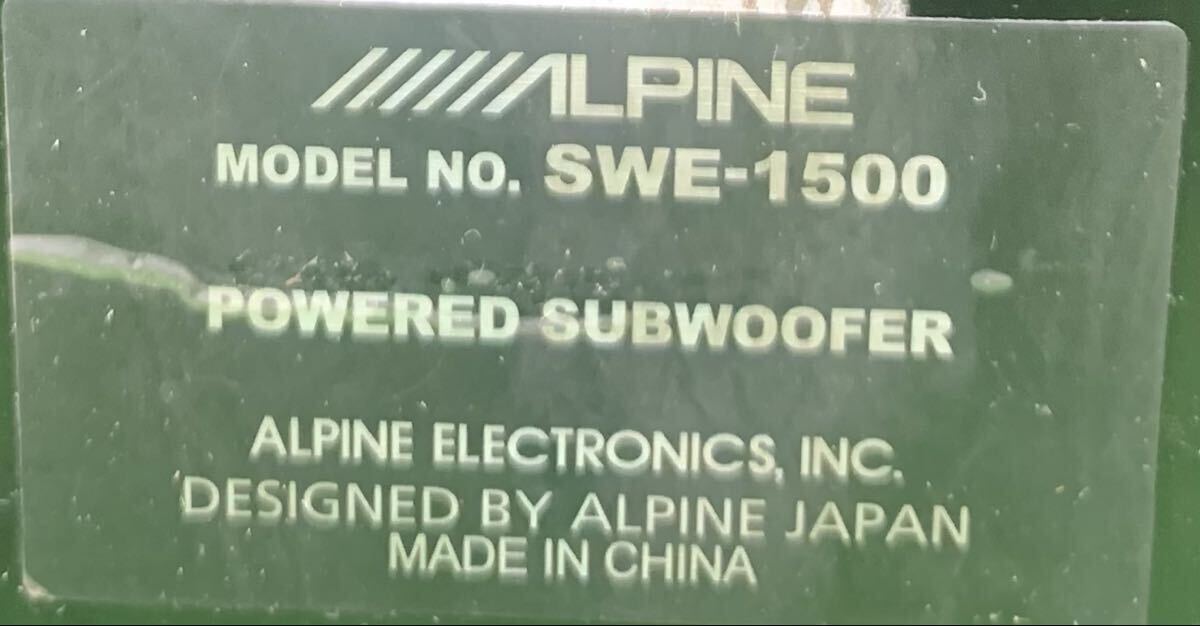 ALPINE
MODEL NO. SWE-1500
POWERED SUBWOOFER
ALPINE ELECTRONICS, INC.
DESIGNED BY ALPINE JAPAN
MADE IN CHINA